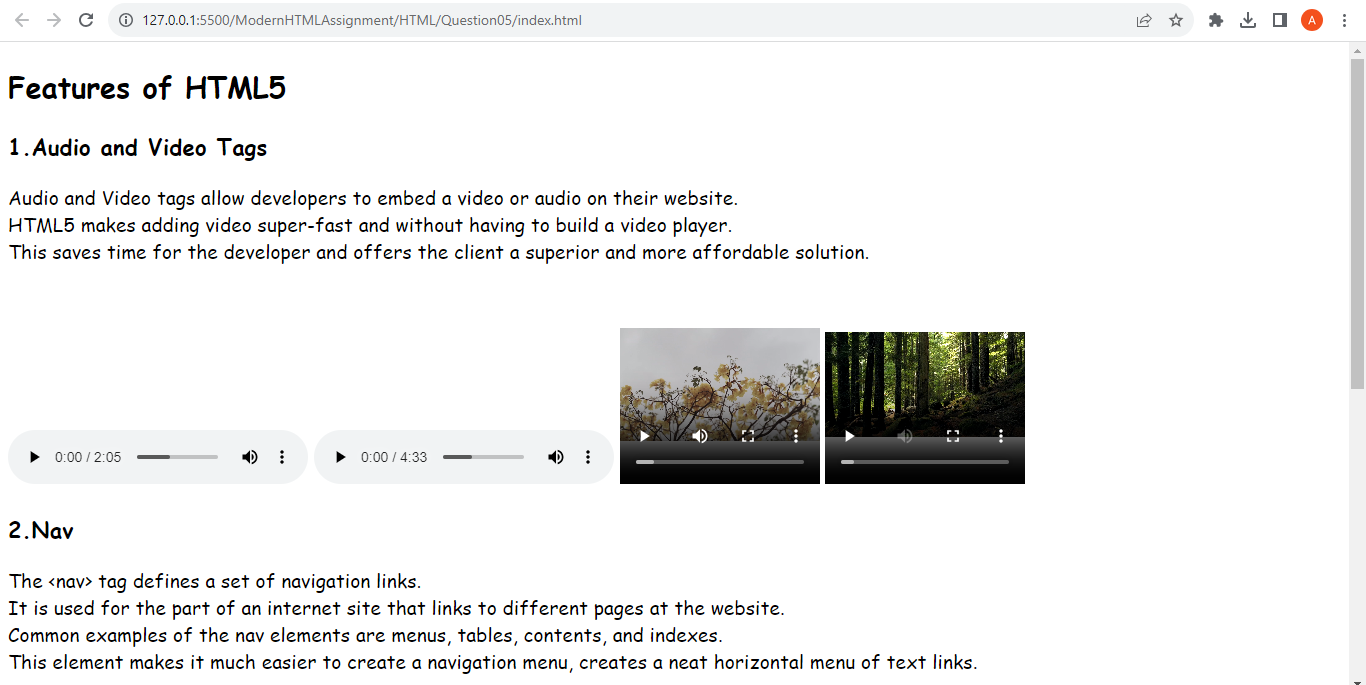 127.0.0.1:5500/ModernHTMLAssignment/HTML/Question05/index.html
A
Features of HTML5
1.Audio and Video Tags
Audio and Video tags allow developers to embed a video or audio on their website.
HTML5 makes adding video super-fast and without having to build a video player.
This saves time for the developer and offers the client a superior and more affordable solution.
0:00 / 2:05
0:00 / 4:33
2.Nav
The <nav> tag defines a set of navigation links.
It is used for the part of an internet site that links to different pages at the website.
Common examples of the nav elements are menus, tables, contents, and indexes.
This element makes it much easier to create a navigation menu, creates a neat horizontal menu of text links.